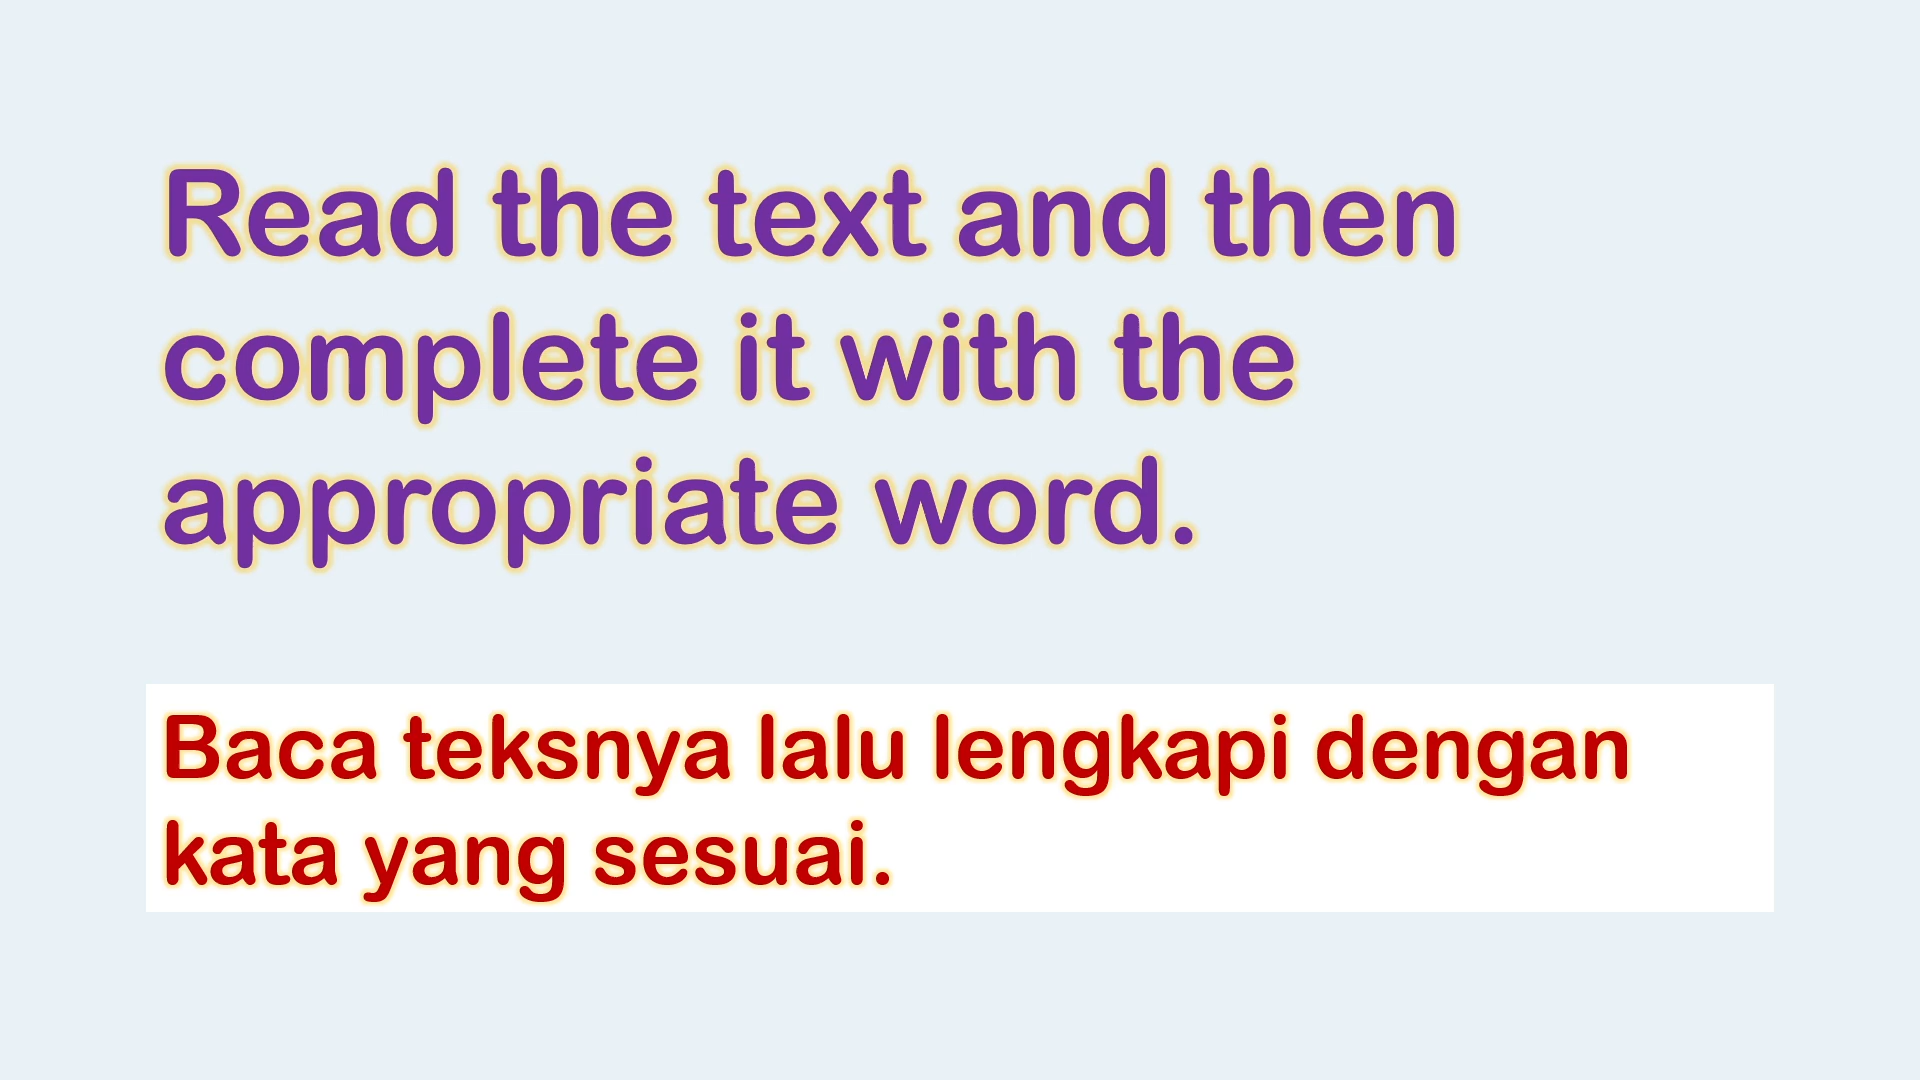 Read the text and then
complete it with the
appropriate word.
Baca teksnya lalu lengkapi dengan
kata yang sesuai.